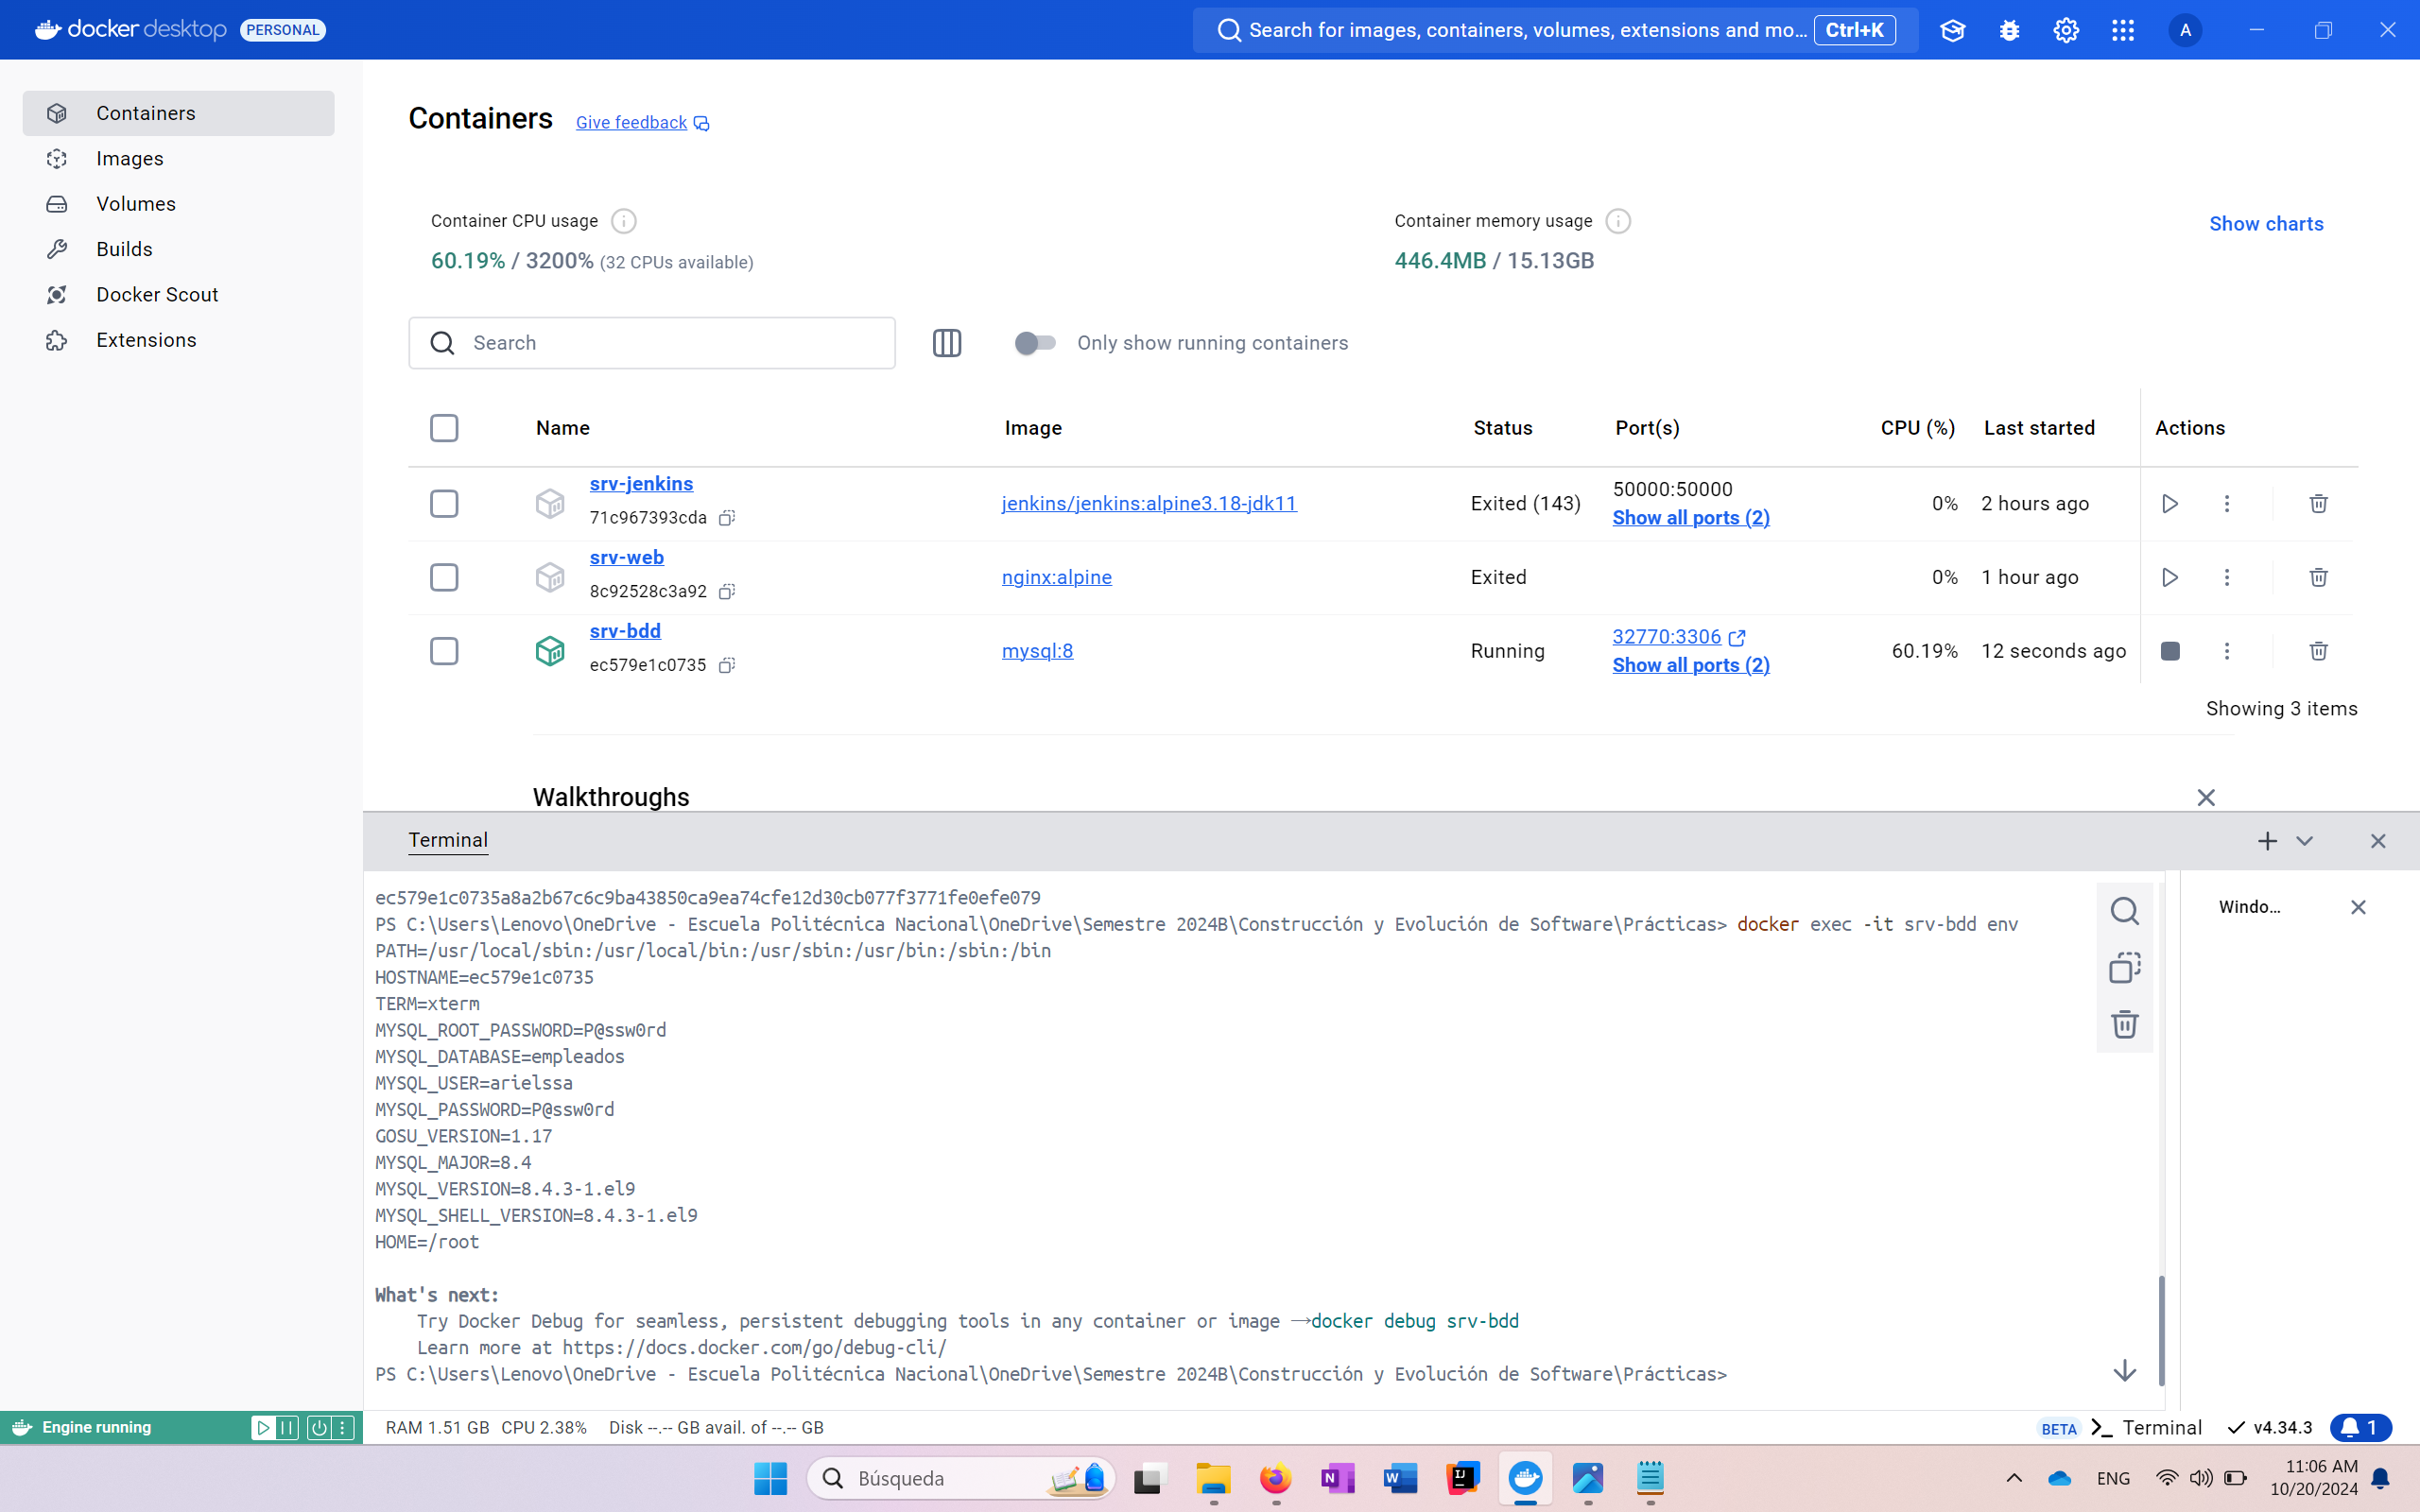 docker desktop PERSONAL
Search for images, containers, volumes, extensions and mo... Ctrl+K
A
Containers
Images
Volumes
Builds
Docker Scout
Extensions
Containers Give feedback
Container CPU usage
60.19% / 3200% (32 CPUs available)
Container memory usage
446.4MB / 15.13GB
Show charts
Search
Only show running containers
Name Image Status Port(s) CPU (%) Last started Actions
srv-jenkins
71c967393cda
jenkins/jenkins:alpine3.18-jdk11
Exited (143)
50000:50000
Show all ports (2)
0%
2 hours ago
srv-web
8c92528c3a92
nginx:alpine
Exited
0%
1 hour ago
srv-bdd
ec579e1c0735
mysql:8
Running
32770:3306
Show all ports (2)
60.19%
12 seconds ago
Showing 3 items
Walkthroughs
Terminal
Windo...
ec579e1c0735a8a2b67c6c9ba43850ca9ea74cfe12d30cb077f3771fe0efe079
PS C:\Users\Lenovo\OneDrive - Escuela Politécnica Nacional\OneDrive\Semestre 2024B\Construcción y Evolución de Software\Prácticas> docker exec -it srv-bdd env
PATH=/usr/local/sbin:/usr/local/bin:/usr/sbin:/usr/bin:/sbin:/bin
HOSTNAME=ec579e1c0735
TERM=xterm
MYSQL_ROOT_PASSWORD=P@ssw0rd
MYSQL_DATABASE=empleados
MYSQL_USER=arielssa
MYSQL_PASSWORD=P@ssw0rd
GOSU_VERSION=1.17
MYSQL_MAJOR=8.4
MYSQL_VERSION=8.4.3-1.el9
MYSQL_SHELL_VERSION=8.4.3-1.el9
HOME=/root
What's next:
Try Docker Debug for seamless, persistent debugging tools in any container or image →docker debug srv-bdd
Learn more at https://docs.docker.com/go/debug-cli/
PS C:\Users\Lenovo\OneDrive - Escuela Politécnica Nacional\OneDrive\Semestre 2024B\Construcción y Evolución de Software\Prácticas>
Engine running
RAM 1.51 GB CPU 2.38% Disk --.-- GB avail. of --.-- GB
BETA Terminal v4.34.3 1
Búsqueda
ENG
11:06 AM
10/20/2024